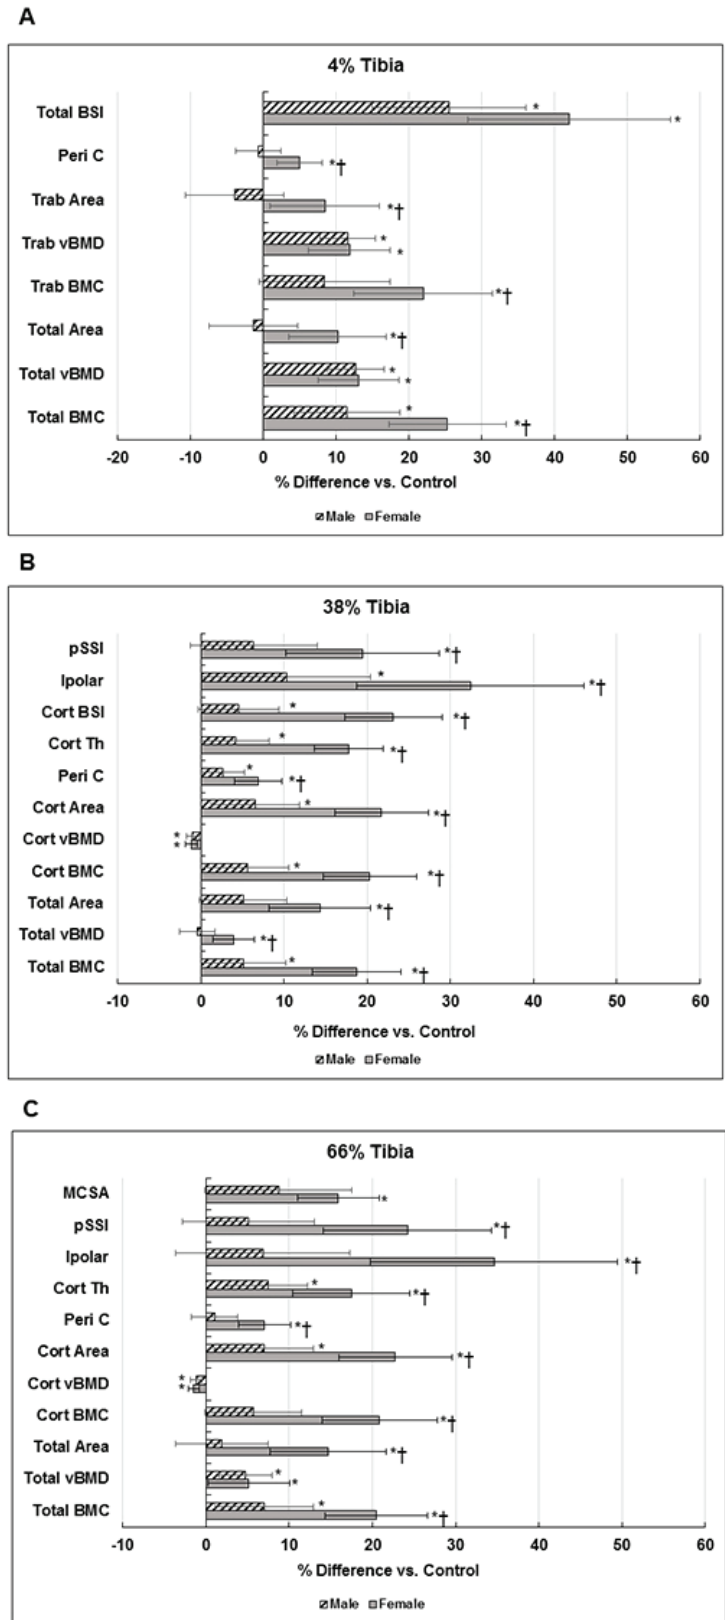 A
4% Tibia
Total BSI
*
*
Peri C
*†
Trab Area
*†
Trab vBMD
*
*
Trab BMC
*†
Total Area
*†
Total vBMD
*
*
Total BMC
*
*†
-20 -10 0 10 20 30 40 50 60
% Difference vs. Control
Male Female
B
38% Tibia
pSSI
*†
Ipolar
*
*†
Cort BSI
*
*†
Cort Th
*
*†
Peri C
*
*†
Cort Area
*
*†
Cort vBMD
*
*
Cort BMC
*
*†
Total Area
*†
Total vBMD
*†
Total BMC
*
*†
-10 0 10 20 30 40 50 60
% Difference vs. Control
Male Female
C
66% Tibia
MCSA
*
pSSI
*†
Ipolar
*†
Cort Th
*
*†
Peri C
*†
Cort Area
*
*†
Cort vBMD
*
*
Cort BMC
*†
Total Area
*†
Total vBMD
*
*
Total BMC
*
*†
-10 0 10 20 30 40 50 60
% Difference vs. Control
Male Female